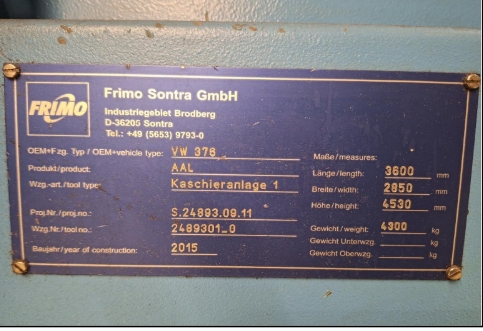 FRIMO
Frimo Sontra GmbH
Industriegebiet Brodberg
D-36205 Sontra
Tel.: +49 (5653) 9793-0
OEM+Fzg. Typ / OEM+vehicle type: VW 376
Produkt/product: AAL
Wzg.-art./tool type: Kaschieranlage 1
Proj.Nr./proj.no.: S.24893.09.11
Wzg.Nr./tool no.: 2489301_0
Baujahr/year of construction: 2015
Maße/measures:
Länge/length: 3600 mm
Breite/width: 2850 mm
Höhe/height: 4530 mm
Gewicht/weight: 4300 kg
Gewicht Unterwzg. kg
Gewicht Oberwzg. kg